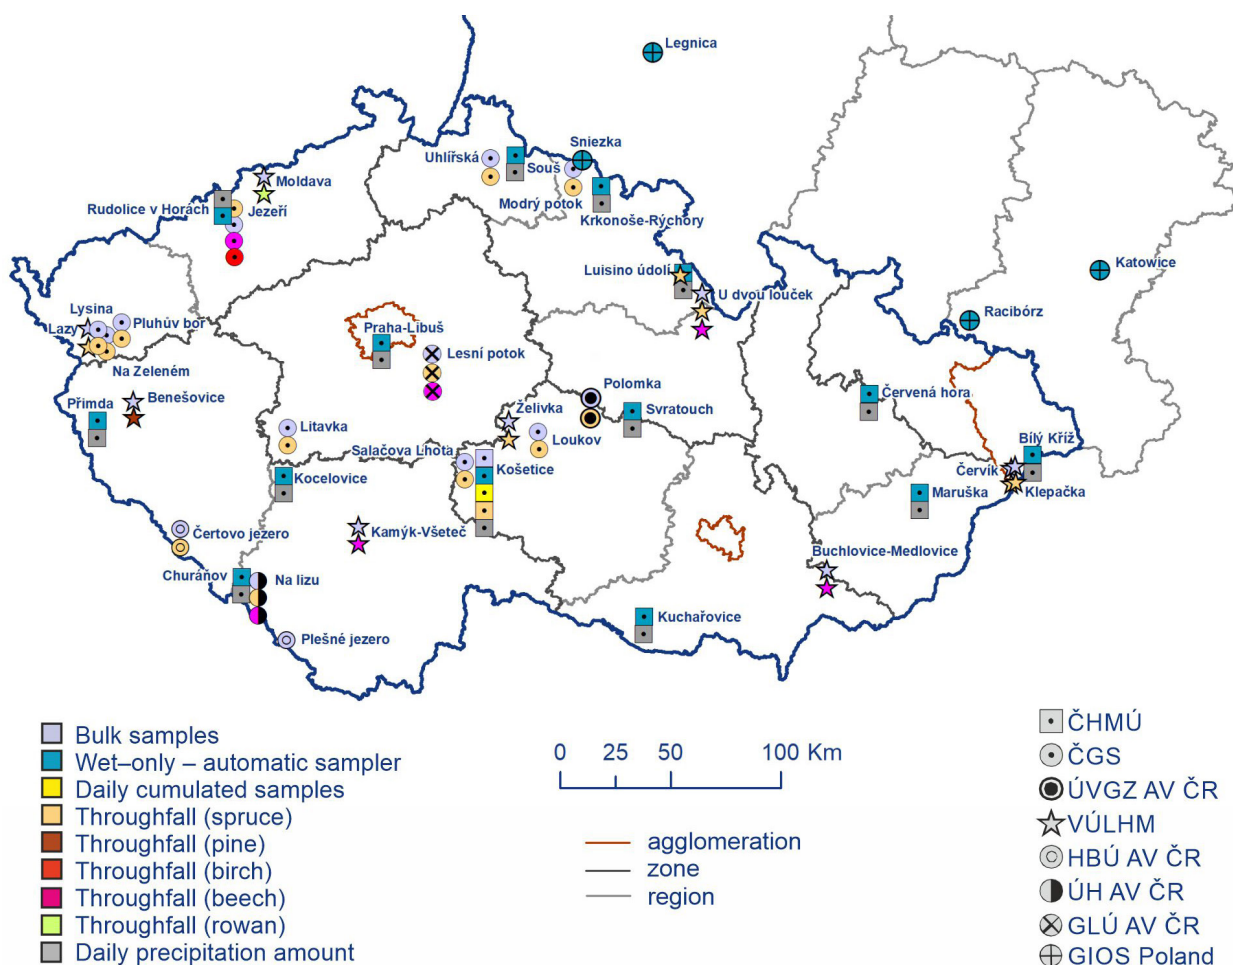 Legnica
Sniezka
Uhlířská
Souš
Modrý potok
Krkonoše-Rýchory
Moldava
Rudolice v Horách
Jezeří
Luisino údolí
U dvou louček
Katowice
Racibórz
Lysina
Lazy
Pluhův bor
Na Zeleném
Praha-Libuš
Lesní potok
Přimda
Benešovice
Polomka
Svratouch
Želivka
Loukov
Červená hora
Litavka
Salačova Lhota
Košetice
Kocelovice
Bílý Kříž
Červík
Klepačka
Maruška
Čertovo jezero
Kamýk-Všeteč
Buchlovice-Medlovice
Churáňov
Na lizu
Kuchařovice
Plešné jezero
Bulk samples
Wet–only – automatic sampler
Daily cumulated samples
Throughfall (spruce)
Throughfall (pine)
Throughfall (birch)
Throughfall (beech)
Throughfall (rowan)
Daily precipitation amount
0 25 50 100 Km
agglomeration
zone
region
ČHMÚ
ČGS
ÚVGZ AV ČR
VÚLHM
HBÚ AV ČR
ÚH AV ČR
GLÚ AV ČR
GIOS Poland